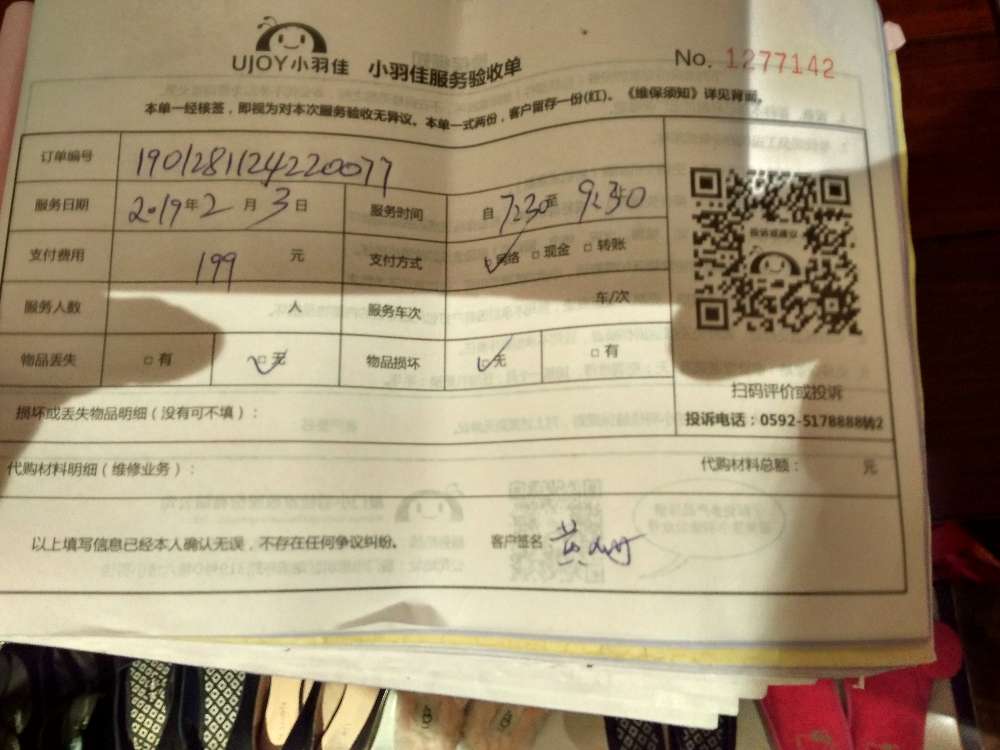 UJOY小羽佳 小羽佳服务验收单 No. 1277142
本单一经接签，即视为对本次服务验收无异议。本单一式两份，客户留存一份(红)。《维保须知》详见背面。
订单编号 1901281124220077
服务日期 2019年2月3日 服务时间 自7:30至9:30
支付费用 199 元 支付方式 网络 □现金 □转账
服务人数 人 服务车次 车/次
物品丢失 □有 □无 物品损坏 □无 □有
投诉或建议
扫码评价或投诉
损坏或丢失物品明细（没有可不填）：
投诉电话：0592-5178888转2
代购材料明细（维修业务）： 代购材料总额： 元
以上填写信息已经本人确认无误，不存在任何争议纠纷。 客户签名 黄